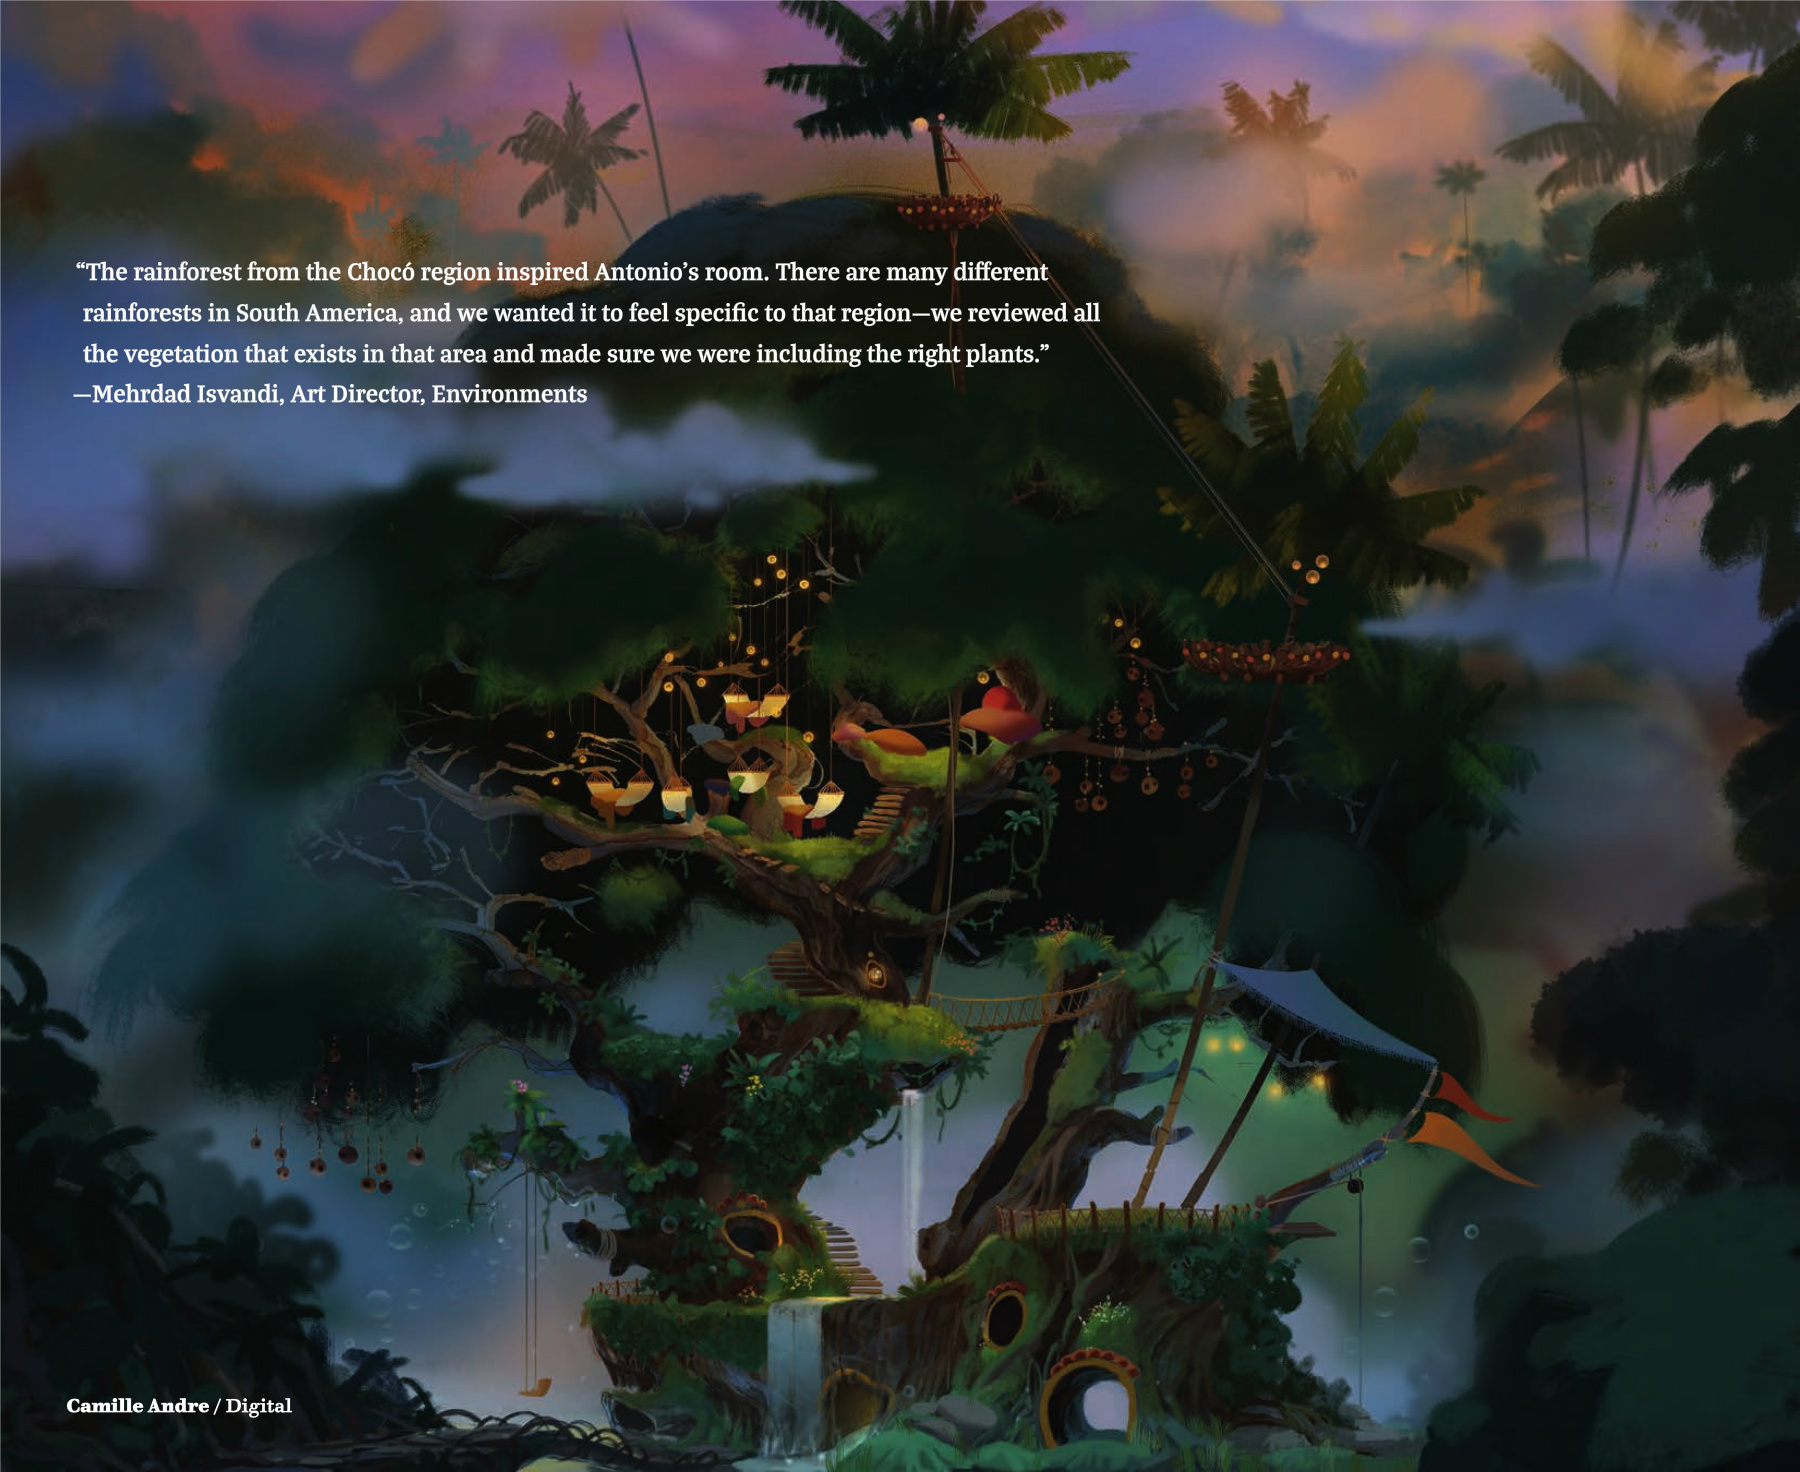 “The rainforest from the Chocó region inspired Antonio’s room. There are many different
rainforests in South America, and we wanted it to feel specific to that region—we reviewed all
the vegetation that exists in that area and made sure we were including the right plants.”
—Mehrdad Isvandi, Art Director, Environments
Camille Andre / Digital